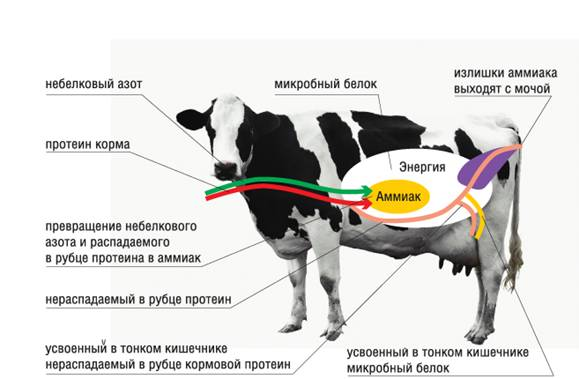 небелковый азот
микробный белок
излишки аммиака
выходят с мочой
протеин корма
Энергия
Аммиак
превращение небелкового
азота и распадаемого
в рубце протеина в аммиак
нераспадаемый в рубце протеин
усвоенный в тонком кишечнике
нераспадаемый в рубце кормовой протеин
усвоенный в тонком кишечнике
микробный белок